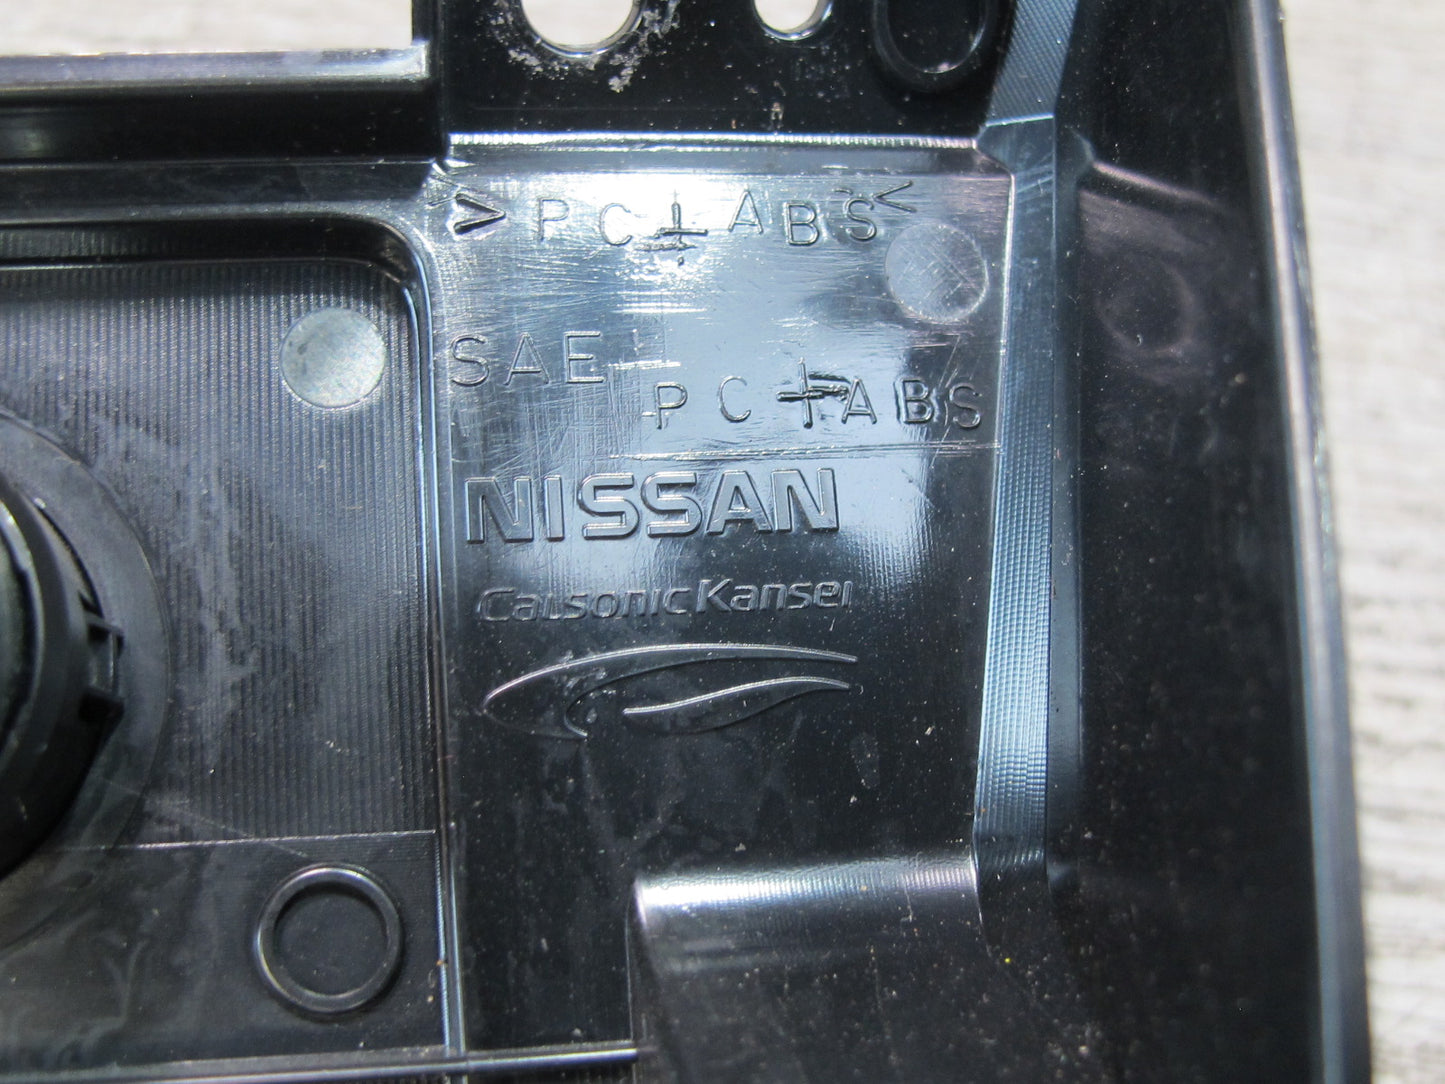 >PC+ABS<
SAE
PC+ABS
NISSAN
CalsonicKansei